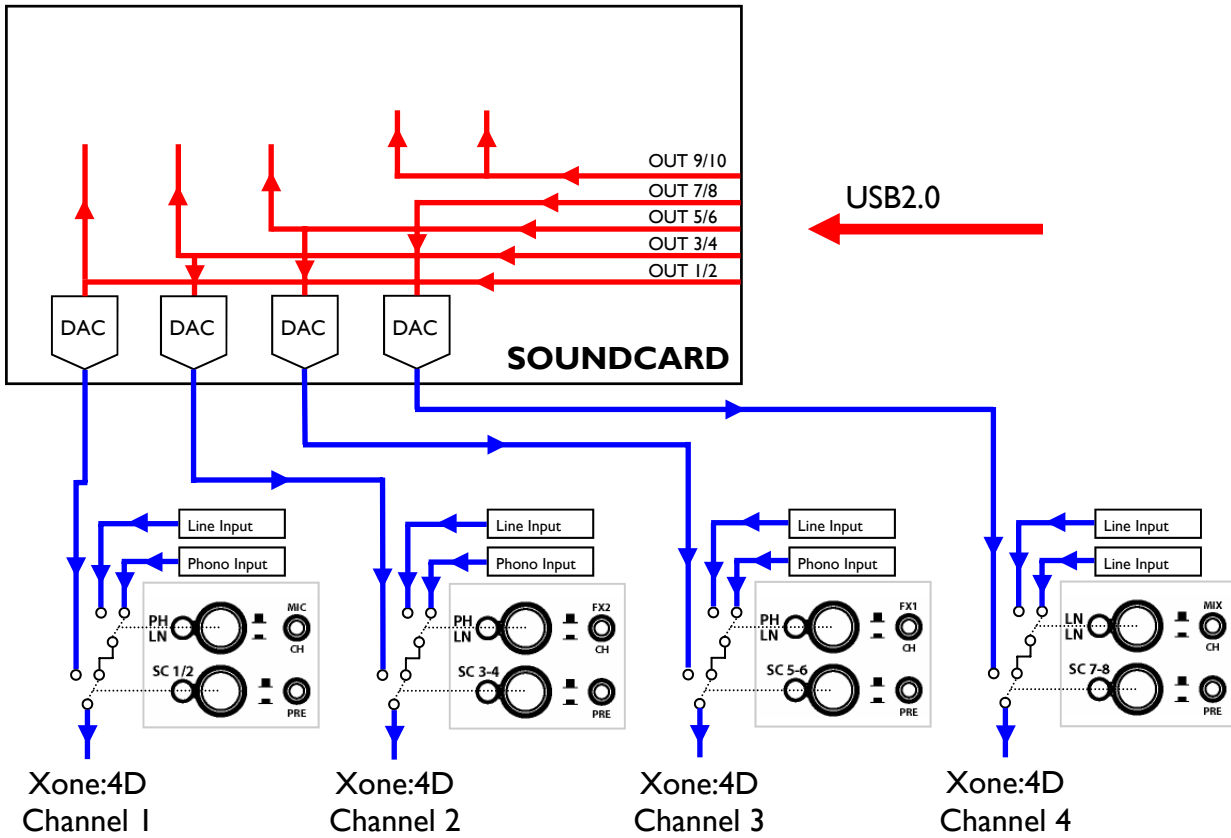 OUT 9/10
OUT 7/8
USB2.0
OUT 5/6
OUT 3/4
OUT 1/2
DAC
DAC
DAC
DAC
SOUNDCARD
Line Input
Line Input
Line Input
Line Input
Phono Input
Phono Input
Phono Input
Line Input
PH
LN
MIC
CH
SC 1/2
PRE
PH
LN
FX2
CH
SC 3-4
PRE
PH
LN
FX1
CH
SC 5-6
PRE
LN
LN
MIX
CH
SC 7-8
PRE
Xone:4D
Channel 1
Xone:4D
Channel 2
Xone:4D
Channel 3
Xone:4D
Channel 4